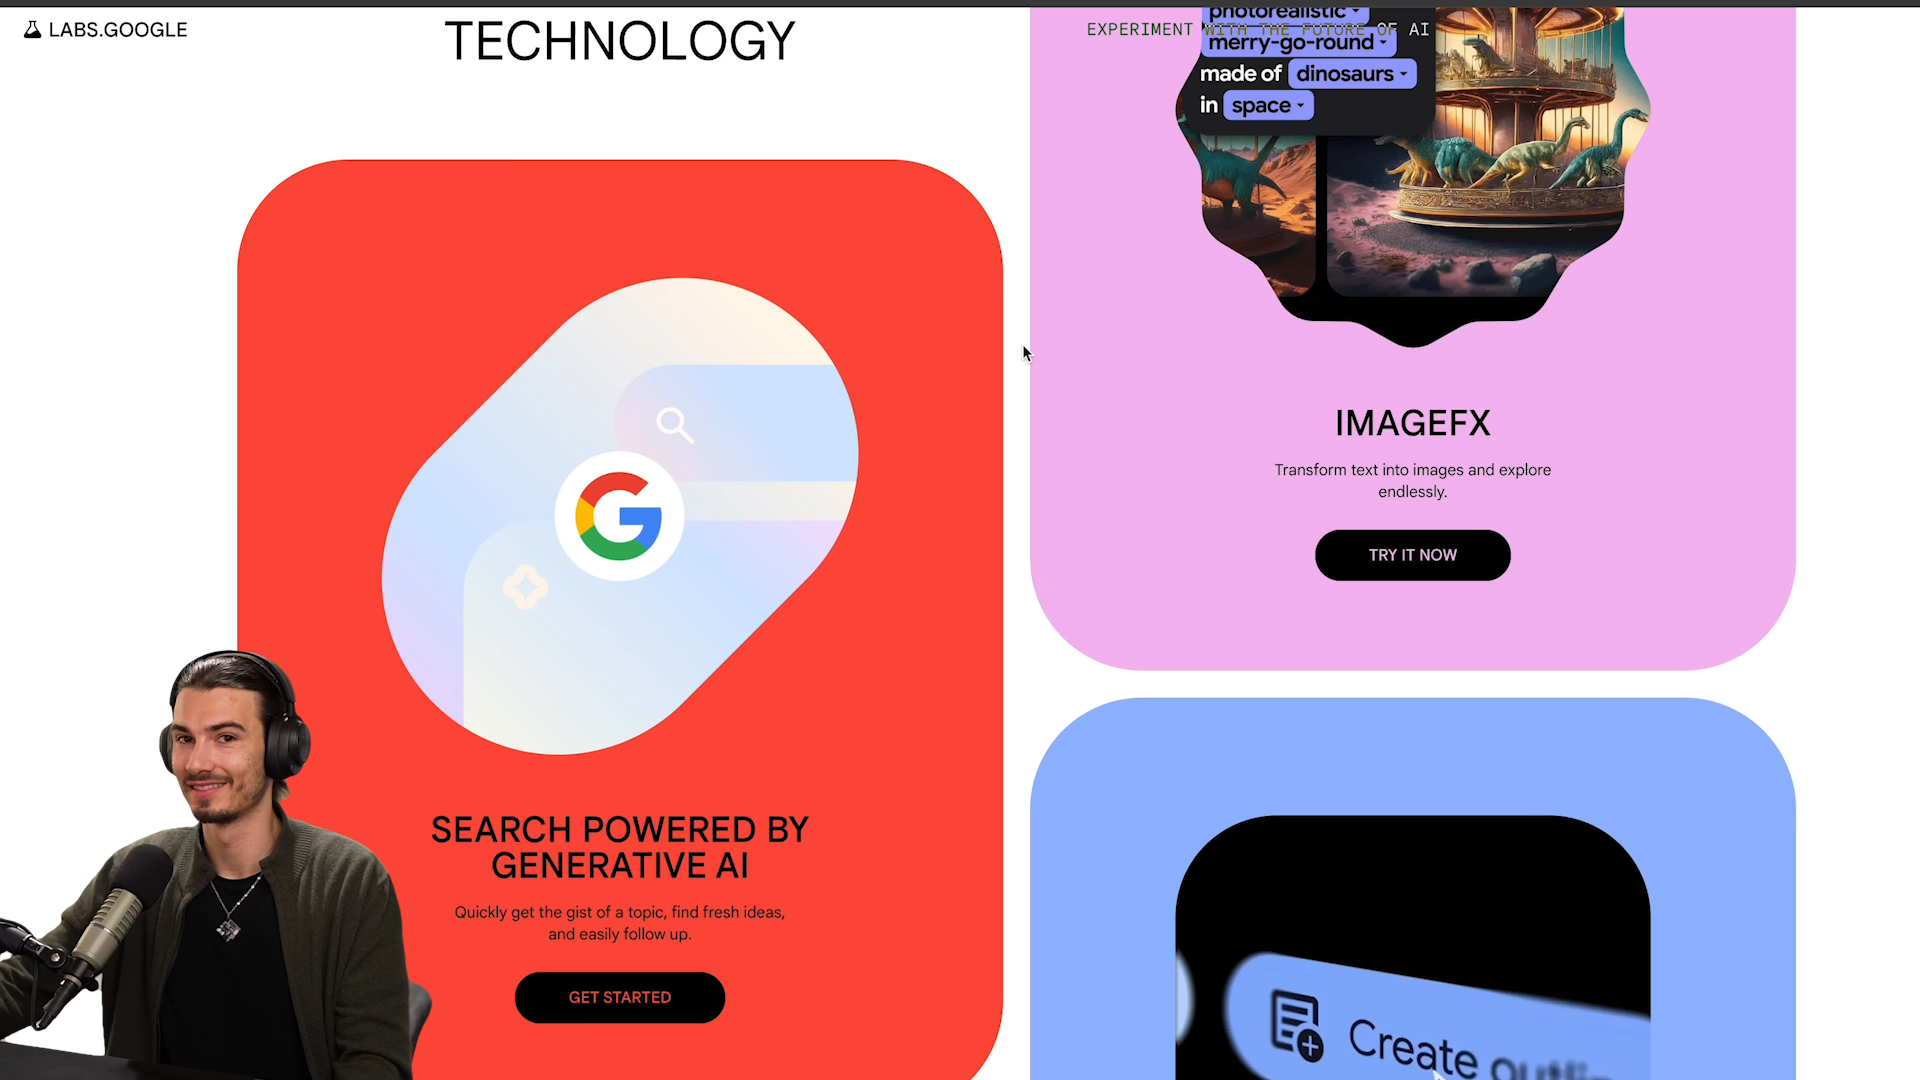 LABS.GOOGLE
TECHNOLOGY
EXPERIMENT WITH THE FUTURE OF AI
photorealistic
merry-go-round
made of dinosaurs
in space
IMAGEFX
Transform text into images and explore
endlessly.
TRY IT NOW
SEARCH POWERED BY
GENERATIVE AI
Quickly get the gist of a topic, find fresh ideas,
and easily follow up.
GET STARTED
Create